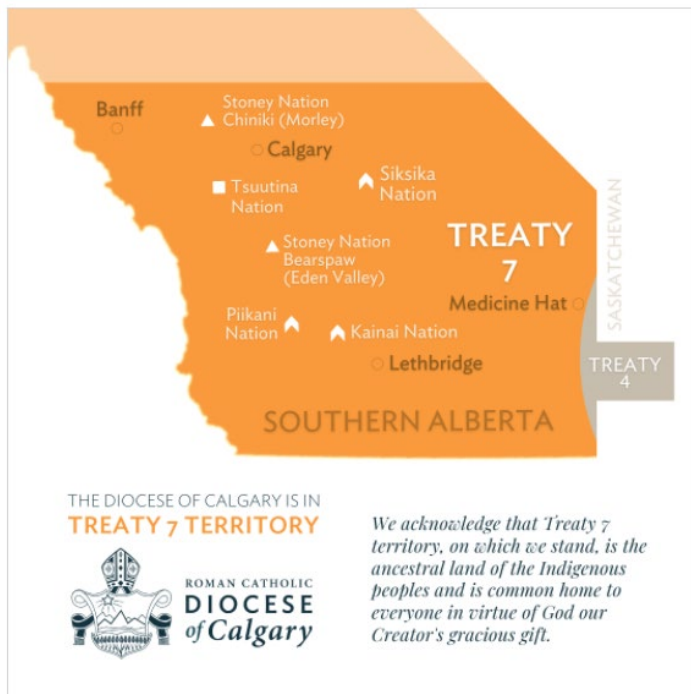 Banff
Stoney Nation
Chiniki (Morley)
Calgary
Tsuutina
Nation
Siksika
Nation
Stoney Nation
Bearspaw
(Eden Valley)
TREATY
7
Medicine Hat
SASKATCHEWAN
Piikani
Nation
Kainai Nation
Lethbridge
TREATY
4
SOUTHERN ALBERTA
THE DIOCESE OF CALGARY IS IN
TREATY 7 TERRITORY
ROMAN CATHOLIC
DIOCESE
of Calgary
We acknowledge that Treaty 7
territory, on which we stand, is the
ancestral land of the Indigenous
peoples and is common home to
everyone in virtue of God our
Creator's gracious gift.